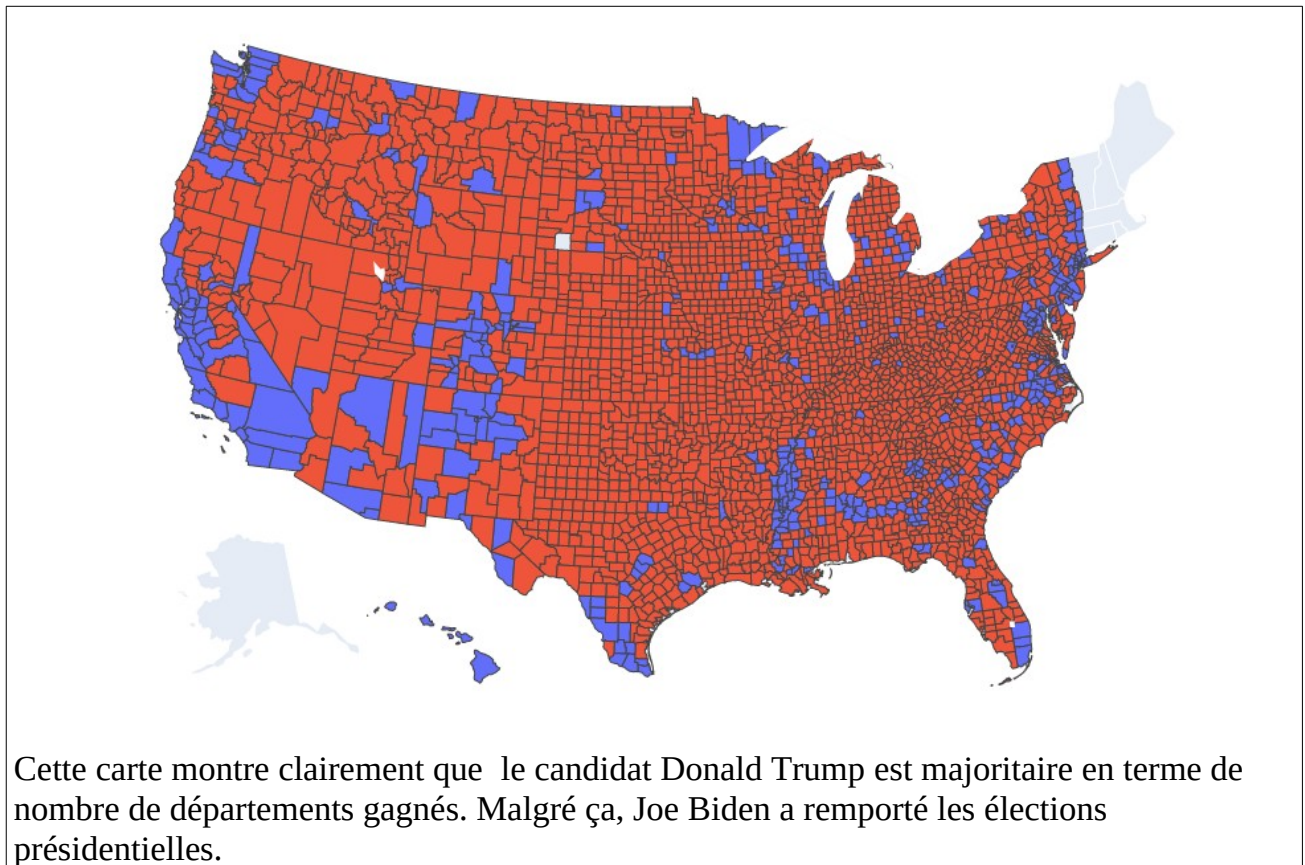 Cette carte montre clairement que  le candidat Donald Trump est majoritaire en terme de
nombre de départements gagnés. Malgré ça, Joe Biden a remporté les élections
présidentielles.